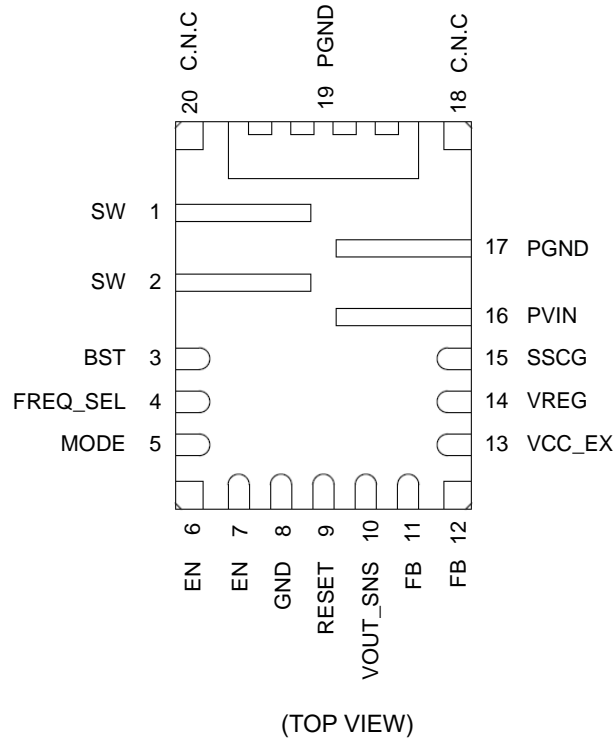 C.N.C
PGND
C.N.C
20
19
18
SW 1
17 PGND
SW 2
16 PVIN
BST 3
15 SSCG
FREQ_SEL 4
14 VREG
MODE 5
13 VCC_EX
6
7
8
9
10
11
12
EN
EN
GND
RESET
VOUT_SNS
FB
FB
(TOP VIEW)